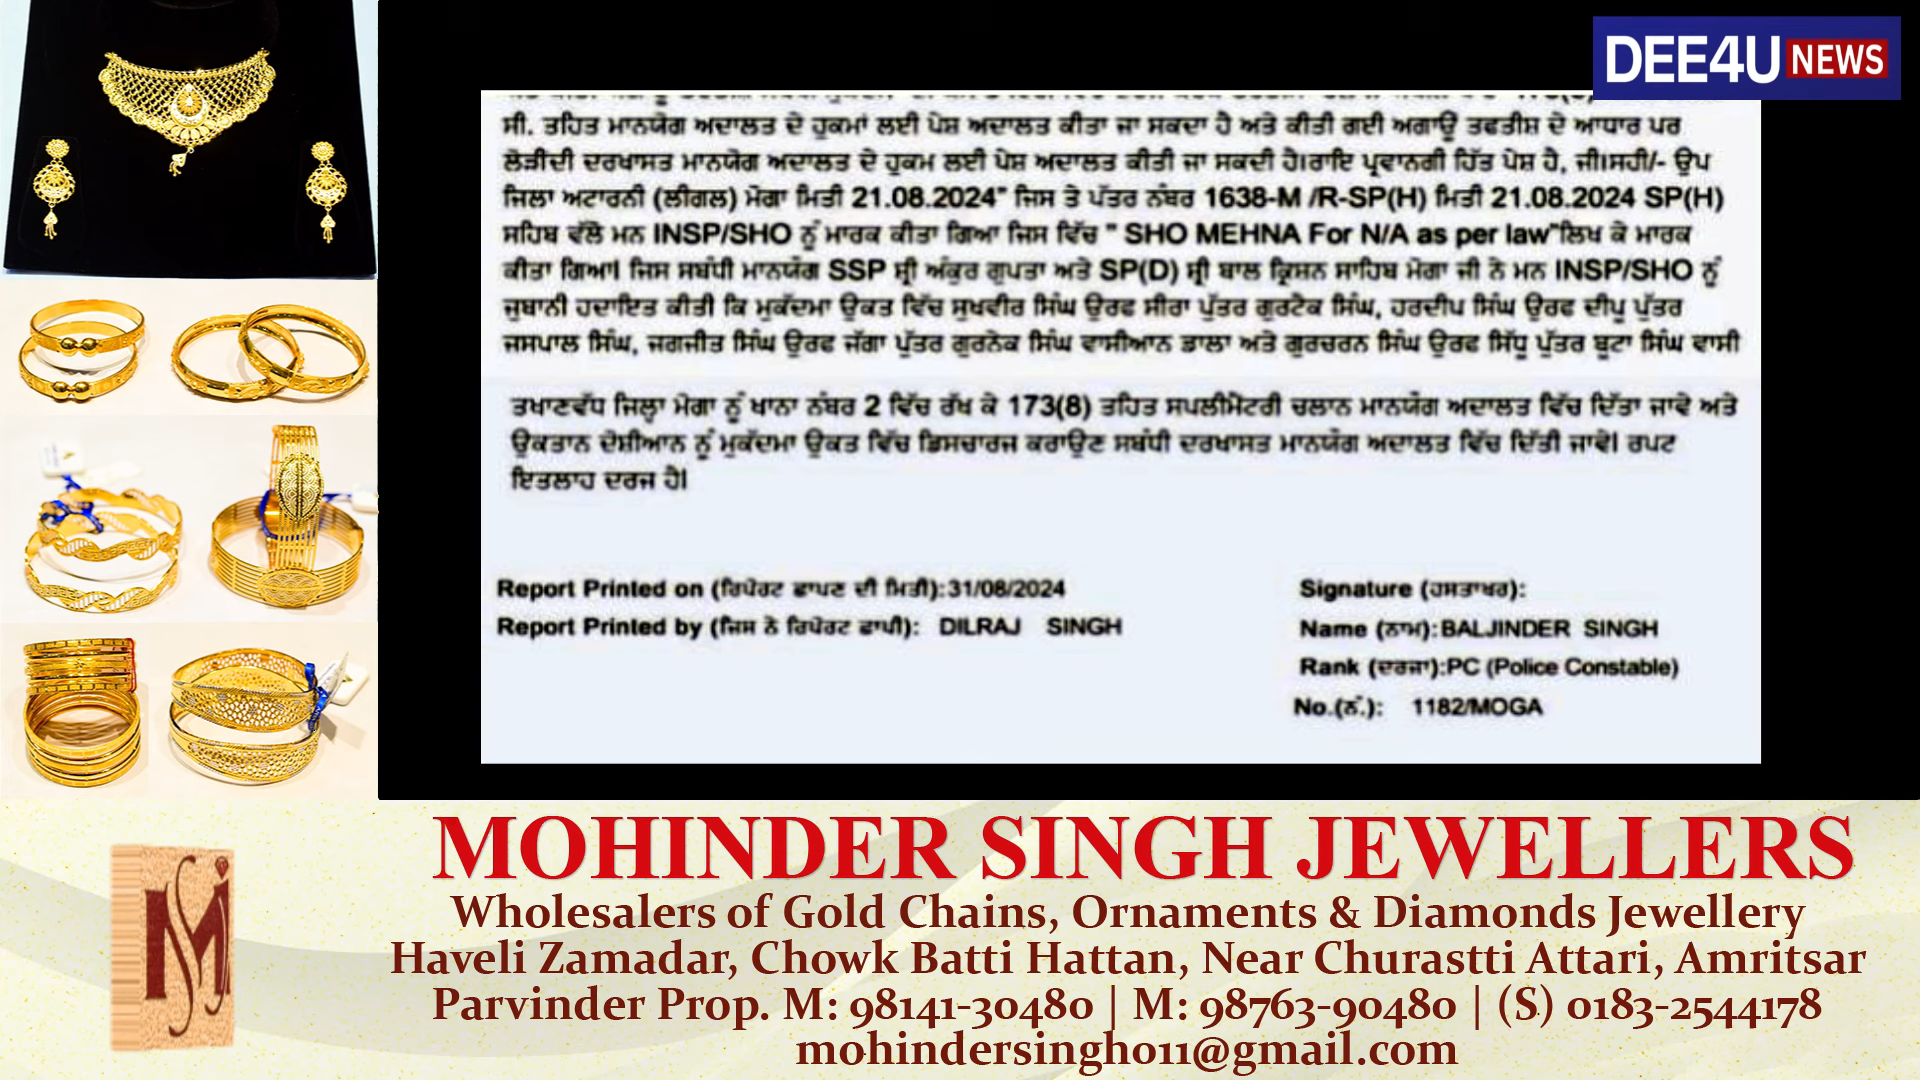 DEE4U NEWS
ਸੀ. ਤਹਿਤ ਮਾਨਯੋਗ ਅਦਾਲਤ ਦੇ ਹੁਕਮਾਂ ਲਈ ਪੇਸ਼ ਅਦਾਲਤ ਕੀਤਾ ਜਾ ਸਕਦਾ ਹੈ ਅਤੇ ਕੀਤੀ ਗਈ ਅਗਾਊਂ ਤਫਤੀਸ਼ ਦੇ ਆਧਾਰ ਪਰ
ਲੋੜੀਦੀ ਦਰਖਾਸਤ ਮਾਨਯੋਗ ਅਦਾਲਤ ਦੇ ਹੁਕਮ ਲਈ ਪੇਸ਼ ਅਦਾਲਤ ਕੀਤੀ ਜਾ ਸਕਦੀ ਹੈ।ਰਾਇ ਪ੍ਰਵਾਨਗੀ ਹਿੱਤ ਪੇਸ਼ ਹੈ, ਜੀ।ਸਹੀ/- ਉਪ
ਜਿਲਾ ਅਟਾਰਨੀ (ਲੀਗਲ) ਮੋਗਾ ਮਿਤੀ 21.08.2024" ਜਿਸ ਤੇ ਪੱਤਰ ਨੰਬਰ 1638-M /R-SP(H) ਮਿਤੀ 21.08.2024 SP(H)
ਸਹਿਬ ਵੱਲੋ ਮਨ INSP/SHO ਨੂੰ ਮਾਰਕ ਕੀਤਾ ਗਿਆ ਜਿਸ ਵਿੱਚ " SHO MEHNA For N/A as per law"ਲਿਖ ਕੇ ਮਾਰਕ
ਕੀਤਾ ਗਿਆ। ਜਿਸ ਸਬੰਧੀ ਮਾਨਯੋਗ SSP ਸ਼੍ਰੀ ਅੰਕੁਰ ਗੁਪਤਾ ਅਤੇ SP(D) ਸ਼੍ਰੀ ਬਾਲ ਕ੍ਰਿਸ਼ਨ ਸਾਹਿਬ ਮੋਗਾ ਜੀ ਨੇ ਮਨ INSP/SHO ਨੂੰ
ਜੁਬਾਨੀ ਹਦਾਇਤ ਕੀਤੀ ਕਿ ਮੁਕੱਦਮਾ ਉਕਤ ਵਿੱਚ ਸੁਖਵੀਰ ਸਿੰਘ ਉਰਫ ਸੀਰਾ ਪੁੱਤਰ ਗੁਰਟੇਕ ਸਿੰਘ, ਹਰਦੀਪ ਸਿੰਘ ਉਰਫ ਦੀਪੂ ਪੁੱਤਰ
ਜਸਪਾਲ ਸਿੰਘ, ਜਗਜੀਤ ਸਿੰਘ ਉਰਫ ਜੱਗਾ ਪੁੱਤਰ ਗੁਰਨੇਕ ਸਿੰਘ ਵਾਸੀਆਨ ਡਾਲਾ ਅਤੇ ਗੁਰਚਰਨ ਸਿੰਘ ਉਰਫ ਸਿੱਧੂ ਪੁੱਤਰ ਬੂਟਾ ਸਿੰਘ ਵਾਸੀ
ਤਖਾਣਵੱਧ ਜਿਲ੍ਹਾ ਮੋਗਾ ਨੂੰ ਖਾਨਾ ਨੰਬਰ 2 ਵਿੱਚ ਰੱਖ ਕੇ 173(8) ਤਹਿਤ ਸਪਲੀਮੈਂਟਰੀ ਚਲਾਨ ਮਾਨਯੋਗ ਅਦਾਲਤ ਵਿੱਚ ਦਿੱਤਾ ਜਾਵੇ ਅਤੇ
ਉਕਤਾਨ ਦੋਸ਼ੀਆਨ ਨੂੰ ਮੁਕੱਦਮਾ ਉਕਤ ਵਿੱਚ ਡਿਸਚਾਰਜ ਕਰਾਉਣ ਸਬੰਧੀ ਦਰਖਾਸਤ ਮਾਨਯੋਗ ਅਦਾਲਤ ਵਿੱਚ ਦਿੱਤੀ ਜਾਵੇ। ਰਪਟ
ਇਤਲਾਹ ਦਰਜ ਹੈ।
Report Printed on (ਰਿਪੋਰਟ ਛਾਪਣ ਦੀ ਮਿਤੀ):31/08/2024
Report Printed by (ਜਿਸ ਨੇ ਰਿਪੋਰਟ ਛਾਪੀ): DILRAJ SINGH
Signature (ਹਸਤਾਖਰ):
Name (ਨਾਮ):BALJINDER SINGH
Rank (ਦਰਜਾ):PC (Police Constable)
No.(ਨੰ.): 1182/MOGA
MOHINDER SINGH JEWELLERS
Wholesalers of Gold Chains, Ornaments & Diamonds Jewellery
Haveli Zamadar, Chowk Batti Hattan, Near Churastti Attari, Amritsar
Parvinder Prop. M: 98141-30480 | M: 98763-90480 | (S) 0183-2544178
mohindersingh011@gmail.com